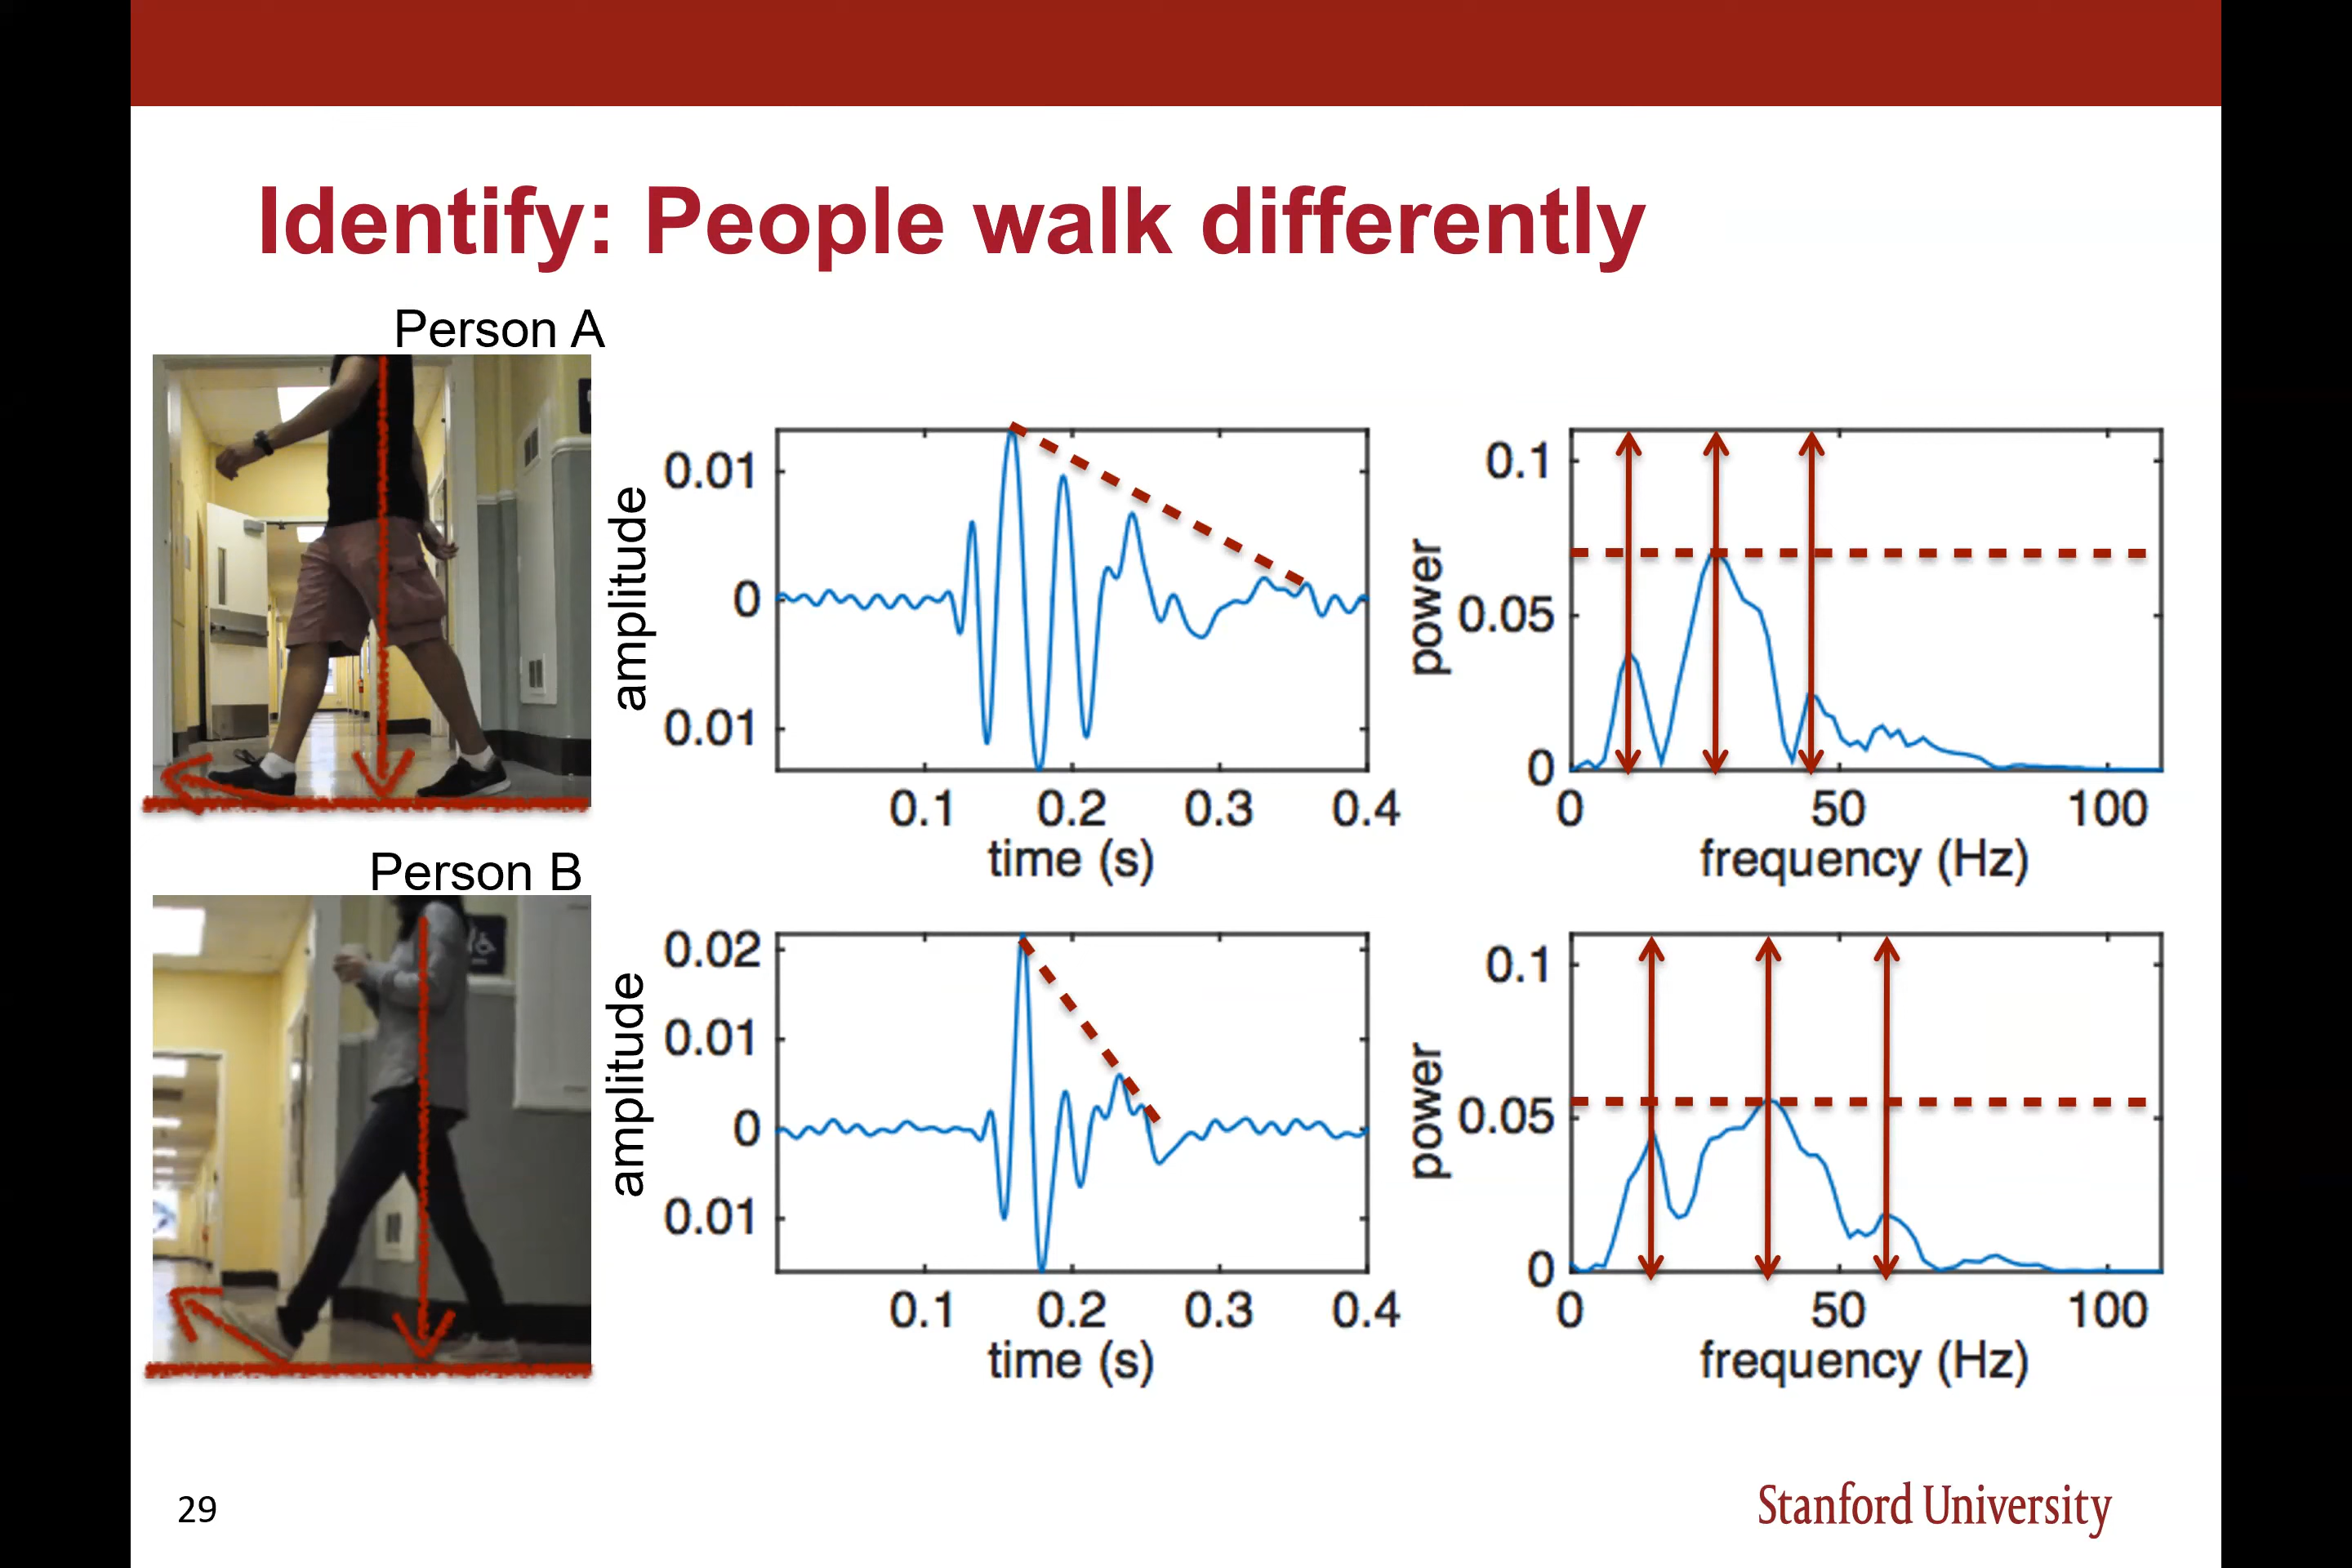 Identify: People walk differently
Person A
amplitude
0.01
0
0.01
0.1 0.2 0.3 0.4
time (s)
power
0.1
0.05
0
0 50 100
frequency (Hz)
Person B
amplitude
0.02
0.01
0
0.01
0.1 0.2 0.3 0.4
time (s)
power
0.1
0.05
0
0 50 100
frequency (Hz)
29
Stanford University